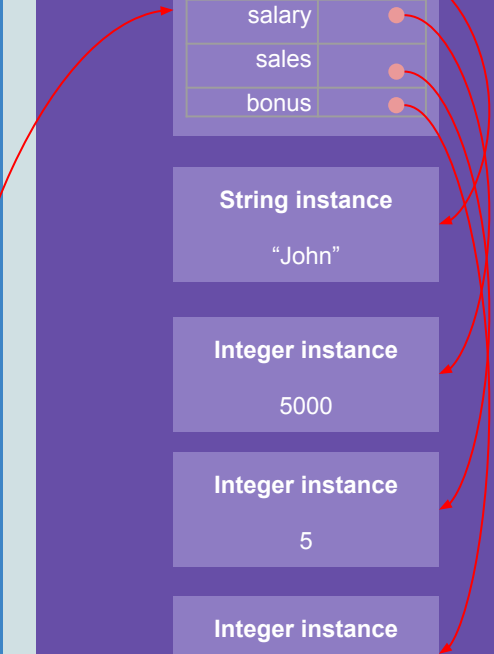 salary
sales
bonus
String instance
“John”
Integer instance
5000
Integer instance
5
Integer instance